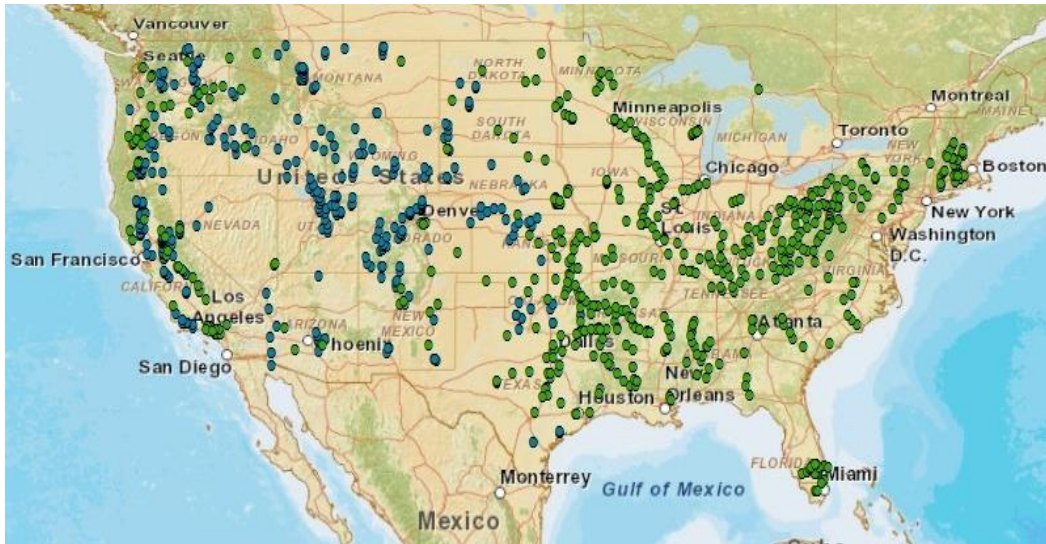 Vancouver
Seattle
MONTANA
NORTH
DAKOTA
MINNESOTA
Montreal
MAINE
Minneapolis
OREGON
IDAHO
SOUTH
DAKOTA
WISCONSIN
MICHIGAN
Toronto
NEW
YORK
WYOMING
Boston
United States
IOWA
Chicago
NEBRASKA
NEVADA
Denver
New York
St
Louis
INDIANA
Washington
D.C.
San Francisco
MISSOURI
VIRGINIA
CALIFORNIA
Los
Angeles
TENNESSEE
ARIZONA
NEW
MEXICO
Atlanta
Phoenix
Dallas
San Diego
TEXAS
New
Orleans
Houston
FLORIDA
Miami
Monterrey
Gulf of Mexico
Mexico